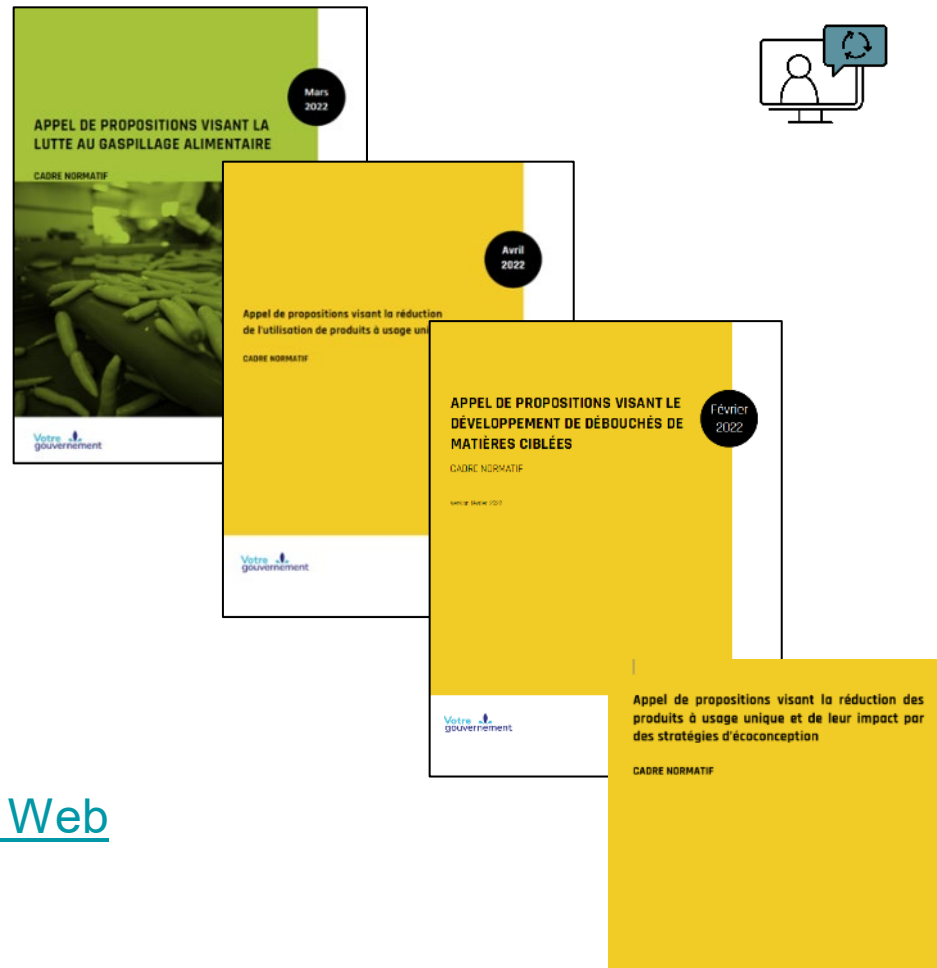 Mars
2022
APPEL DE PROPOSITIONS VISANT LA
LUTTE AU GASPILLAGE ALIMENTAIRE
CADRE NORMATIF
Votre
gouvernement
Avril
2022
Appel de propositions visant la réduction
de l'utilisation de produits à usage
CADRE NORMATIF
Votre
gouvernement
Février
2022
APPEL DE PROPOSITIONS VISANT LE
DÉVELOPPEMENT DE DÉBOUCHÉS DE
MATIÈRES CIBLÉES
CADRE NORMATIF
version février 2022
Votre
gouvernement
Appel de propositions visant la réduction des
produits à usage unique et de leur impact par
des stratégies d'écoconception
CADRE NORMATIF
Web